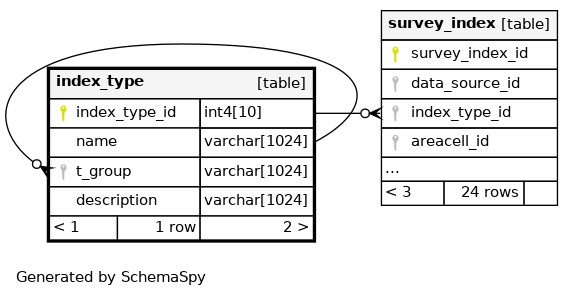 index_type [table]
index_type_id int4[10]
name varchar[1024]
t_group varchar[1024]
description varchar[1024]
< 1 1 row 2 >
survey_index [table]
survey_index_id
data_source_id
index_type_id
areacell_id
...
< 3 24 rows
Generated by SchemaSpy